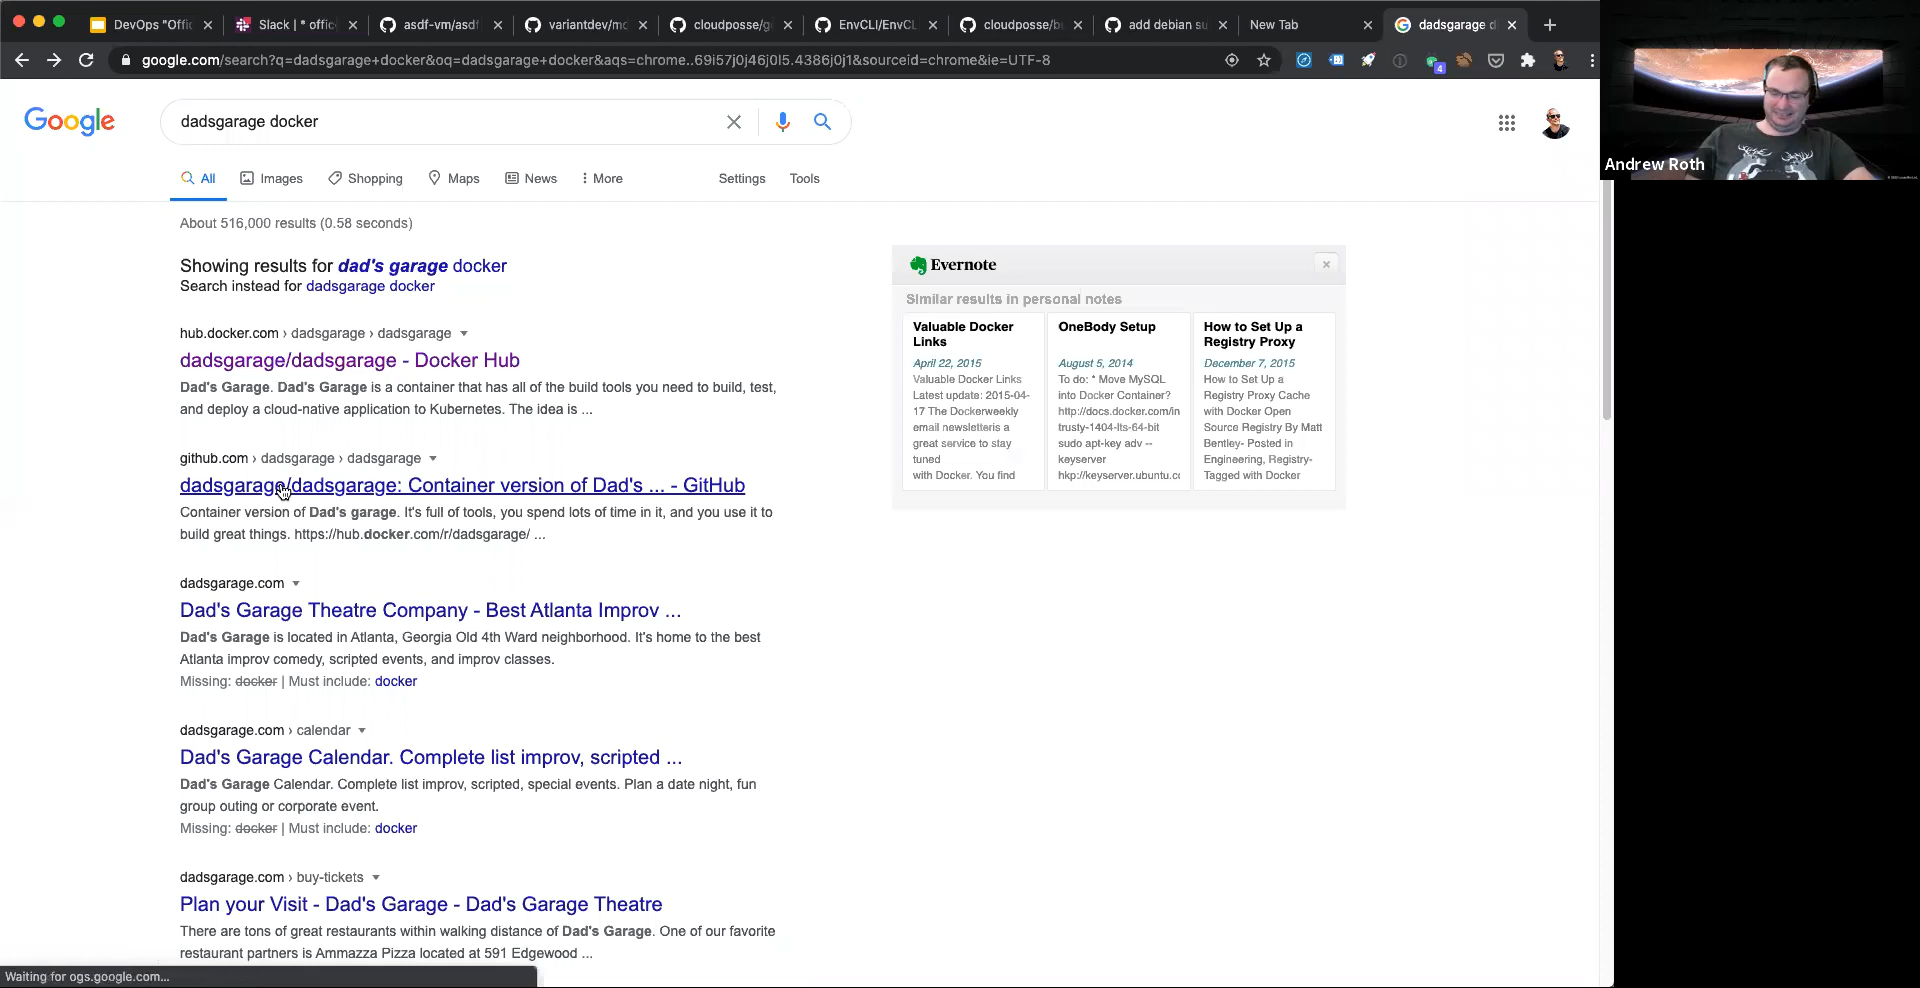 DevOps "Offic
Slack | * office
asdf-vm/asdf
variantdev/mo
cloudposse/ge
EnvCLI/EnvCL
cloudposse/bu
add debian su
New Tab
dadsgarage d
google.com/search?q=dadsgarage+docker&oq=dadsgarage+docker&aqs=chrome..69i57j0j46j0l5.4386j0j1&sourceid=chrome&ie=UTF-8
4
Google
dadsgarage docker
Andrew Roth
All
Images
Shopping
Maps
News
More
Settings
Tools
About 516,000 results (0.58 seconds)
Showing results for dad's garage docker
Search instead for dadsgarage docker
hub.docker.com › dadsgarage › dadsgarage
dadsgarage/dadsgarage - Docker Hub
Dad's Garage. Dad's Garage is a container that has all of the build tools you need to build, test,
and deploy a cloud-native application to Kubernetes. The idea is ...
github.com › dadsgarage › dadsgarage
dadsgarage/dadsgarage: Container version of Dad's ... - GitHub
Container version of Dad's garage. It's full of tools, you spend lots of time in it, and you use it to
build great things. https://hub.docker.com/r/dadsgarage/ ...
dadsgarage.com
Dad's Garage Theatre Company - Best Atlanta Improv ...
Dad's Garage is located in Atlanta, Georgia Old 4th Ward neighborhood. It's home to the best
Atlanta improv comedy, scripted events, and improv classes.
Missing: docker | Must include: docker
dadsgarage.com › calendar
Dad's Garage Calendar. Complete list improv, scripted ...
Dad's Garage Calendar. Complete list improv, scripted, special events. Plan a date night, fun
group outing or corporate event.
Missing: docker | Must include: docker
dadsgarage.com › buy-tickets
Plan your Visit - Dad's Garage - Dad's Garage Theatre
There are tons of great restaurants within walking distance of Dad's Garage. One of our favorite
restaurant partners is Ammazza Pizza located at 591 Edgewood ...
Evernote
Similar results in personal notes
Valuable Docker
Links
April 22, 2015
Valuable Docker Links
Latest update: 2015-04-
17 The Dockerweekly
email newsletteris a
great service to stay
tuned
with Docker. You find
OneBody Setup
August 5, 2014
To do: * Move MySQL
into Docker Container?
http://docs.docker.com/in
trusty-1404-lts-64-bit
sudo apt-key adv --
keyserver
hkp://keyserver.ubuntu.cc
How to Set Up a
Registry Proxy
December 7, 2015
How to Set Up a
Registry Proxy Cache
with Docker Open
Source Registry By Matt
Bentley- Posted in
Engineering, Registry-
Tagged with Docker
Waiting for ogs.google.com...